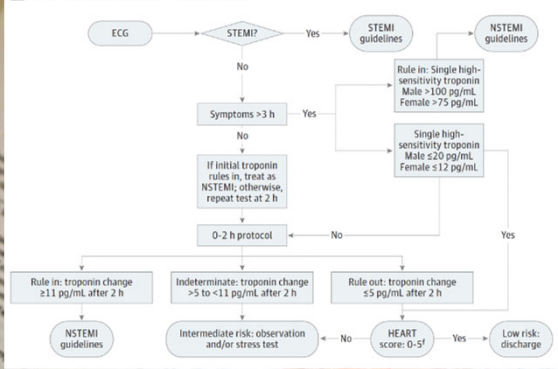 ECG
STEMI?
Yes
STEMI
guidelines
NSTEMI
guidelines
No
Rule in: Single high-
sensitivity troponin
Male >100 pg/mL
Female >75 pg/mL
Symptoms >3 h
Yes
No
Single high-
sensitivity troponin
Male ≤20 pg/mL
Female ≤12 pg/mL
If initial troponin
rules in, treat as
NSTEMI; otherwise,
repeat test at 2 h
0-2 h protocol
No
Yes
Rule in: troponin change
≥11 pg/mL after 2 h
Indeterminate: troponin change
>5 to <11 pg/mL after 2 h
Rule out: troponin change
≤5 pg/mL after 2 h
NSTEMI
guidelines
Intermediate risk: observation
and/or stress test
No
HEART
score: 0-5f
Yes
Low risk:
discharge